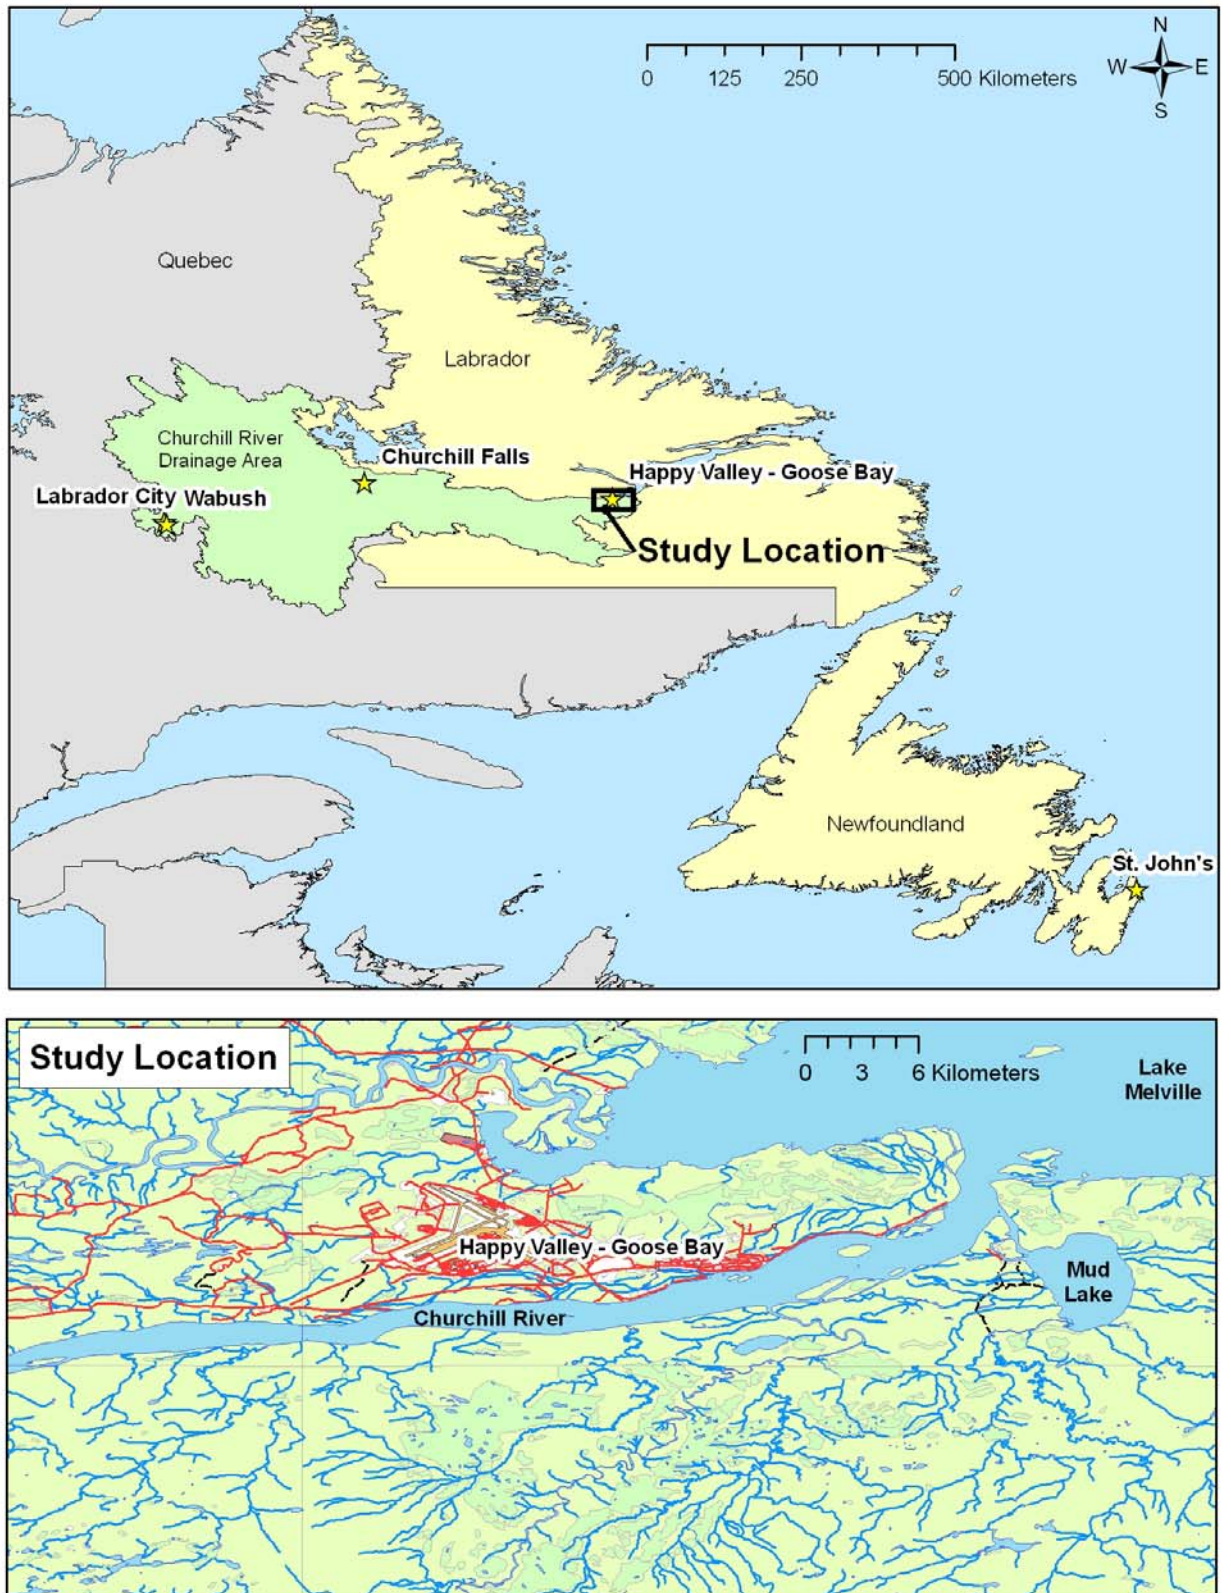 N
W E
S
0 125 250 500 Kilometers
Quebec
Labrador
Churchill River
Drainage Area
Churchill Falls
Happy Valley - Goose Bay
Labrador City Wabush
Study Location
Newfoundland
St. John's
Study Location
0 3 6 Kilometers
Lake
Melville
Happy Valley - Goose Bay
Mud
Lake
Churchill River